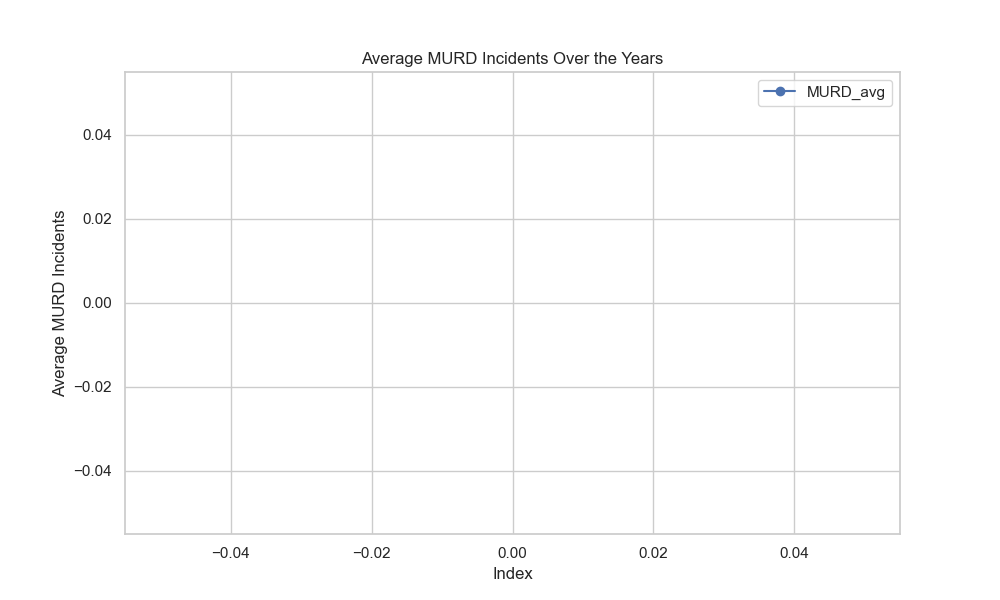 Average MURD Incidents Over the Years
MURD_avg
Average MURD Incidents
0.04
0.02
0.00
−0.02
−0.04
−0.04 −0.02 0.00 0.02 0.04
Index